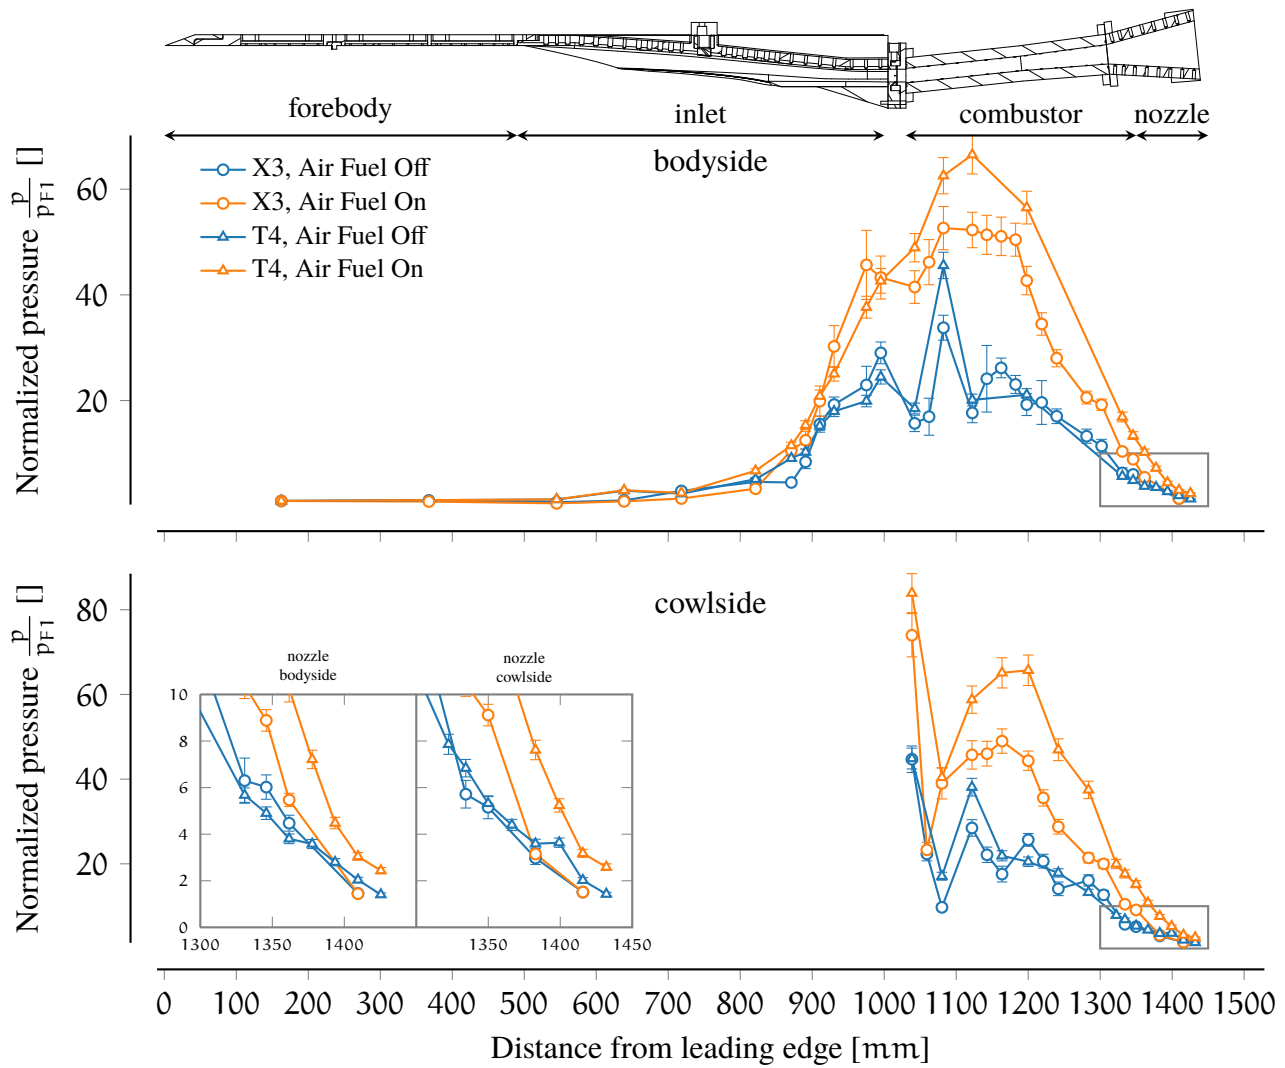 forebody
inlet
combustor
nozzle
bodyside
X3, Air Fuel Off
X3, Air Fuel On
T4, Air Fuel Off
T4, Air Fuel On
Normalized pressure p/pF1 []
60
40
20
cowlside
Normalized pressure p/pF1 []
80
60
40
20
nozzle
bodyside
nozzle
cowlside
10
8
6
4
2
0
1300 1350 1400 1350 1400 1450
0 100 200 300 400 500 600 700 800 900 1000 1100 1200 1300 1400 1500
Distance from leading edge [mm]